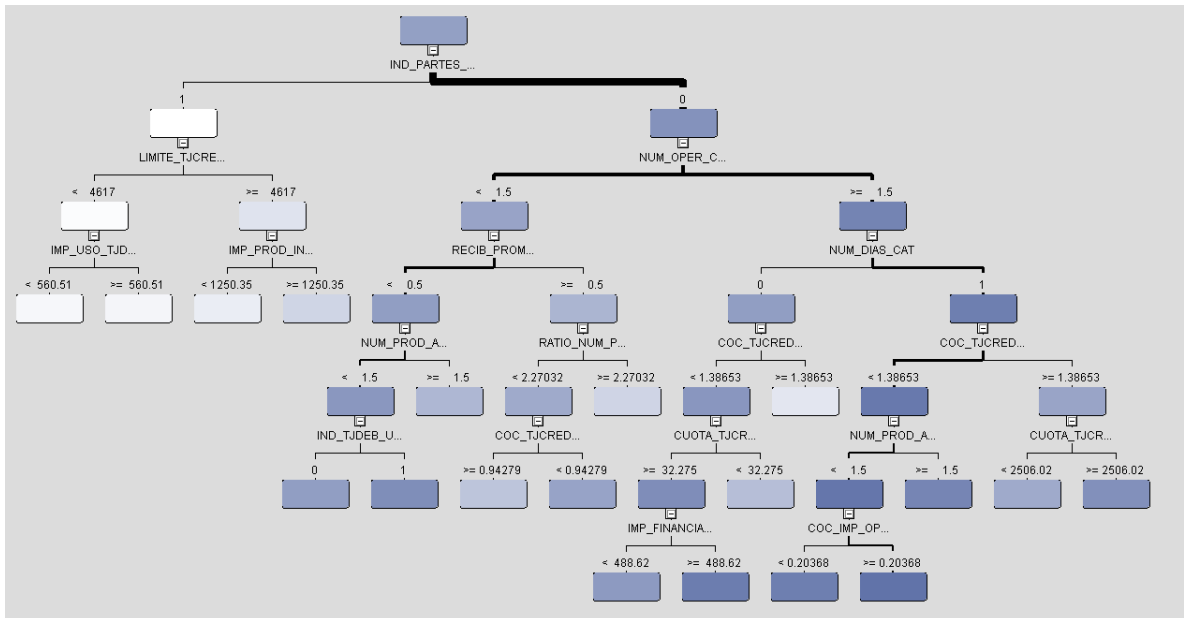 IND_PARTES_...
1 0
LIMITE_TJCRE... NUM_OPER_C...
< 4617 >= 4617 < 1.5 >= 1.5
IMP_USO_TJD... IMP_PROD_IN... RECIB_PROM... NUM_DIAS_CAT
< 560.51 >= 560.51 < 1250.35 >= 1250.35 < 0.5 >= 0.5 0 1
NUM_PROD_A... RATIO_NUM_P... COC_TJCRED... COC_TJCRED...
< 1.5 >= 1.5 < 2.27032 >= 2.27032 < 1.38653 >= 1.38653 < 1.38653 >= 1.38653
IND_TJDEB_U... COC_TJCRED... CUOTA_TJCR... NUM_PROD_A... CUOTA_TJCR...
0 1 >= 0.94279 < 0.94279 >= 32.275 < 32.275 < 1.5 >= 1.5 < 2506.02 >= 2506.02
IMP_FINANCIA... COC_IMP_OP...
< 488.62 >= 488.62 < 0.20368 >= 0.20368